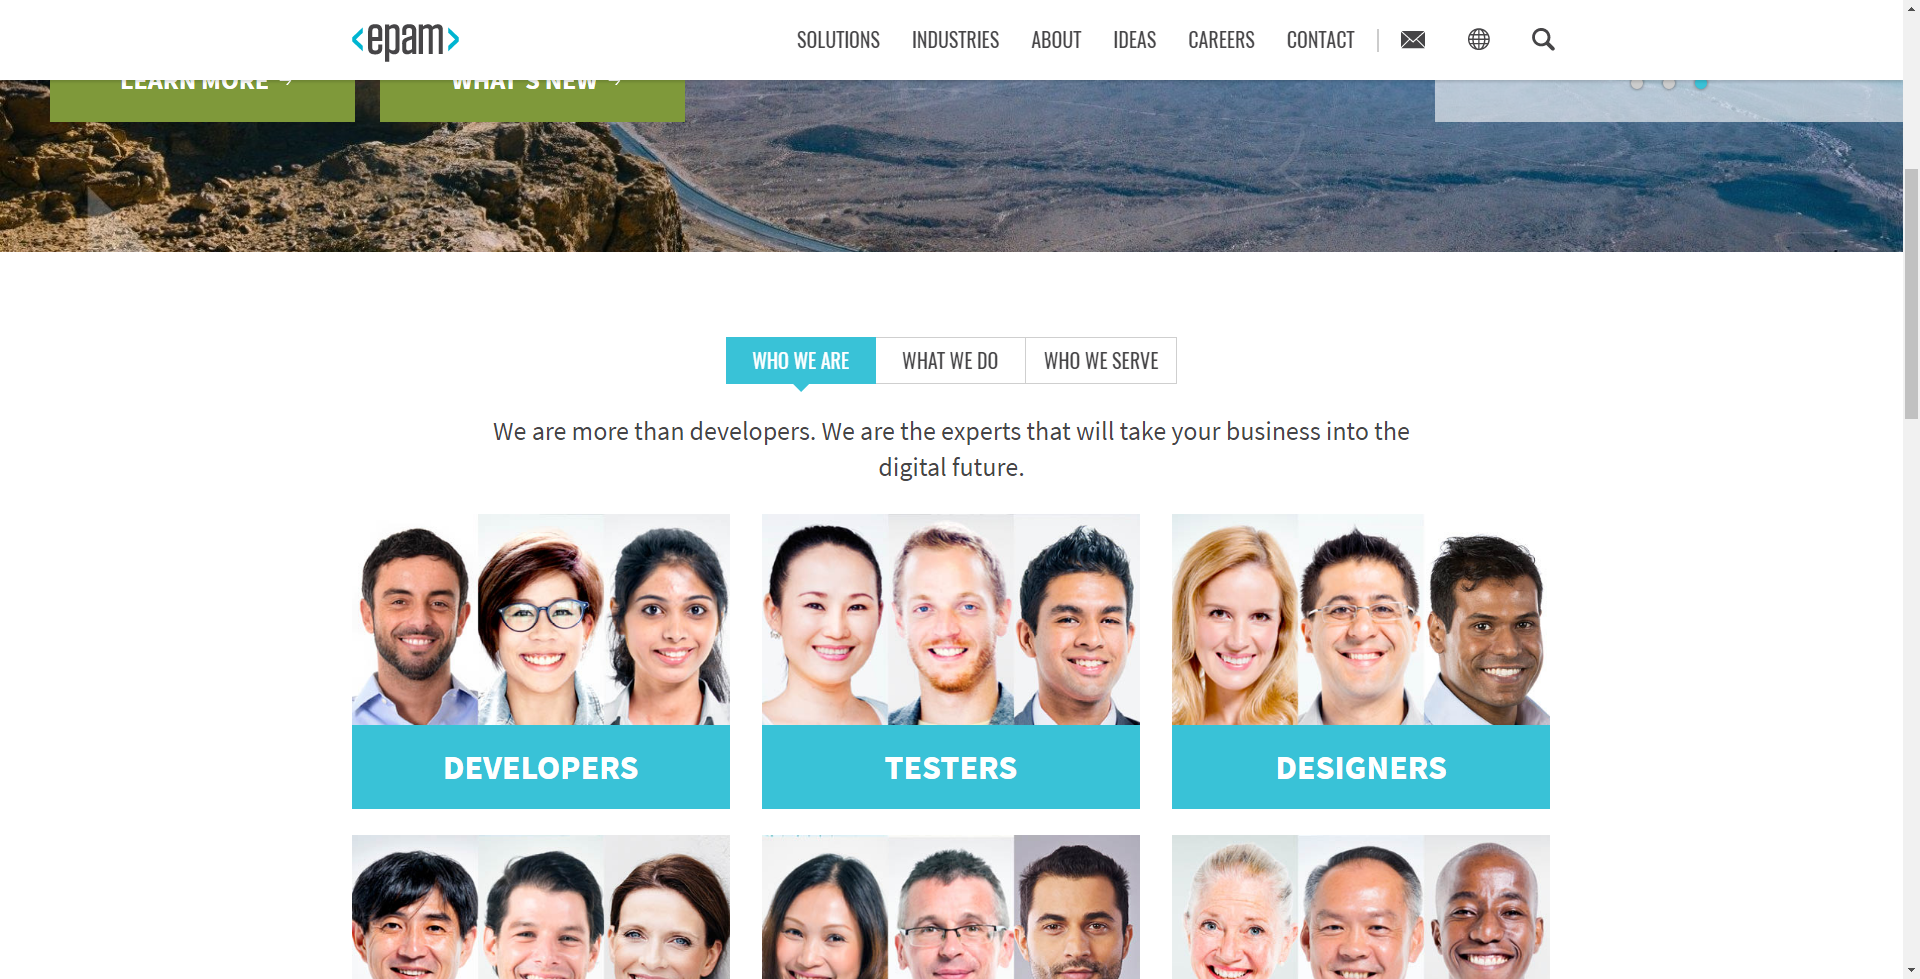 <epam>
SOLUTIONS INDUSTRIES ABOUT IDEAS CAREERS CONTACT
LEARN MORE →
WHAT'S NEW →
WHO WE ARE WHAT WE DO WHO WE SERVE
We are more than developers. We are the experts that will take your business into the
digital future.
DEVELOPERS
TESTERS
DESIGNERS